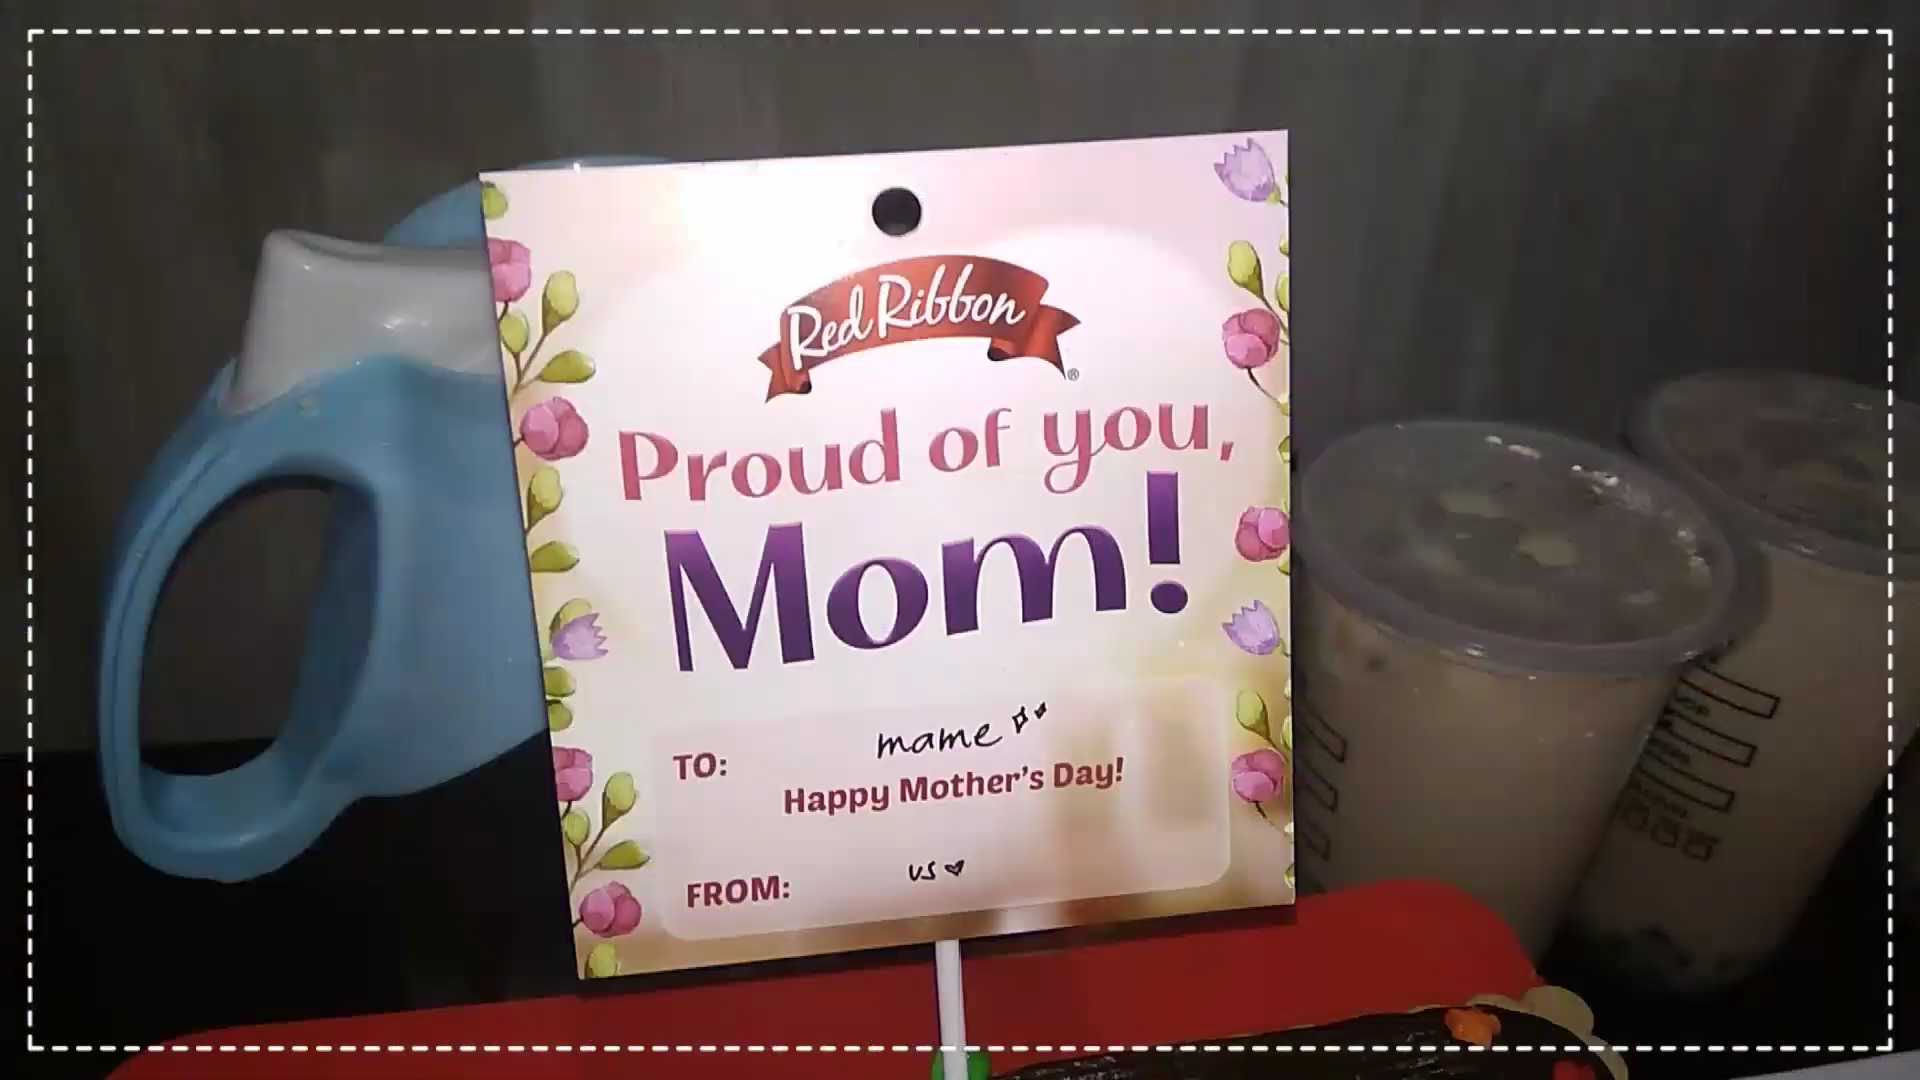 Red Ribbon®
Proud of you,
Mom!
TO: mame
Happy Mother's Day!
FROM: us